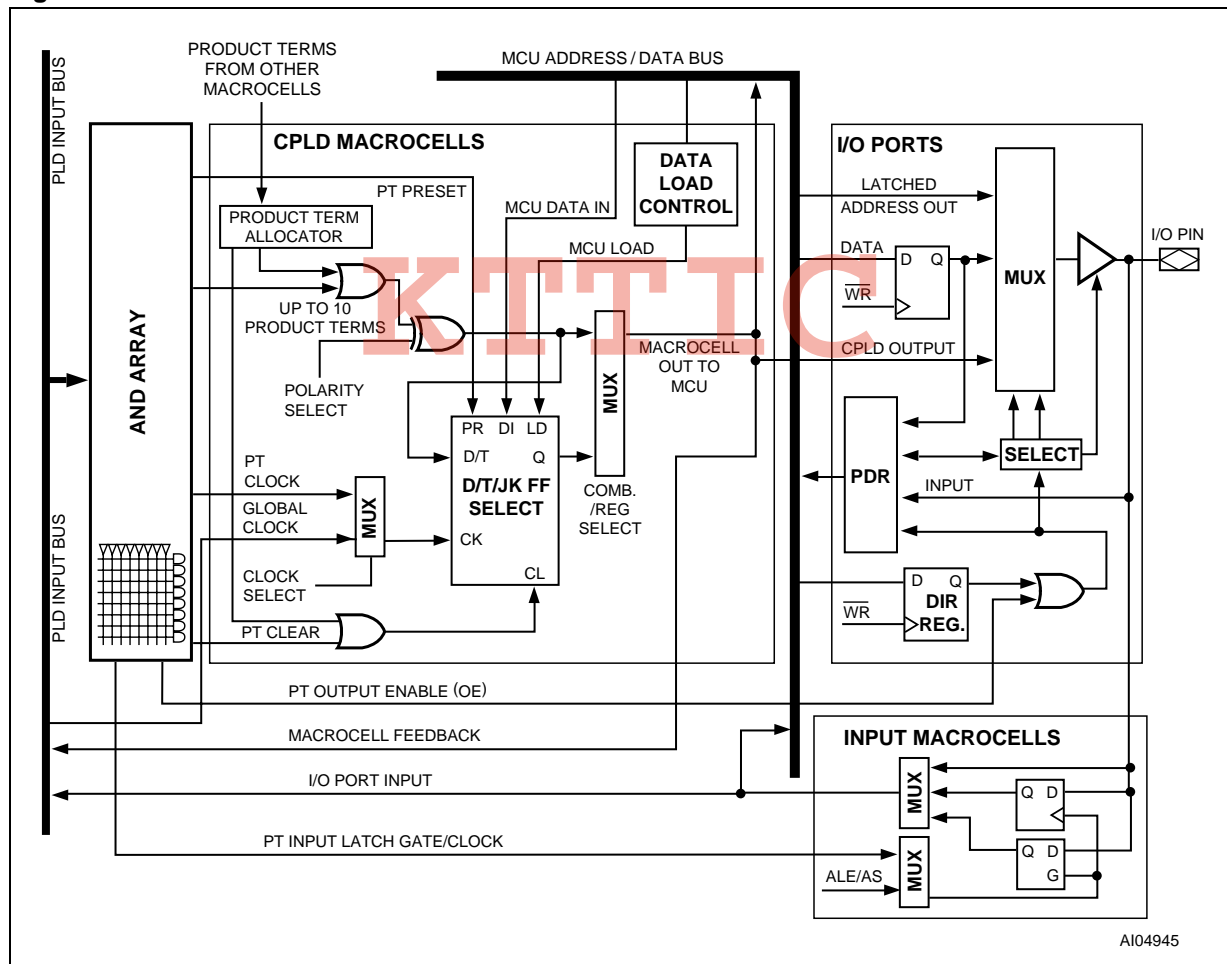 PRODUCT TERMS
FROM OTHER
MACROCELLS
MCU ADDRESS / DATA BUS
PLD INPUT BUS
CPLD MACROCELLS
I/O PORTS
DATA
LOAD
CONTROL
LATCHED
ADDRESS OUT
PT PRESET
MCU DATA IN
PRODUCT TERM
ALLOCATOR
MCU LOAD
DATA
D Q
MUX
I/O PIN
WR
KTTIC
UP TO 10
PRODUCT TERMS
AND ARRAY
POLARITY
SELECT
MUX
MACROCELL
OUT TO
MCU
CPLD OUTPUT
PR DI LD
D/T Q
D/T/JK FF
SELECT
CK
CL
COMB.
/REG
SELECT
PT
CLOCK
GLOBAL
CLOCK
MUX
CLOCK
SELECT
PT CLEAR
PDR
SELECT
INPUT
D Q
DIR
REG.
WR
PLD INPUT BUS
PT OUTPUT ENABLE (OE)
MACROCELL FEEDBACK
I/O PORT INPUT
INPUT MACROCELLS
MUX
Q D
PT INPUT LATCH GATE/CLOCK
Q D
G
ALE/AS
MUX
AI04945